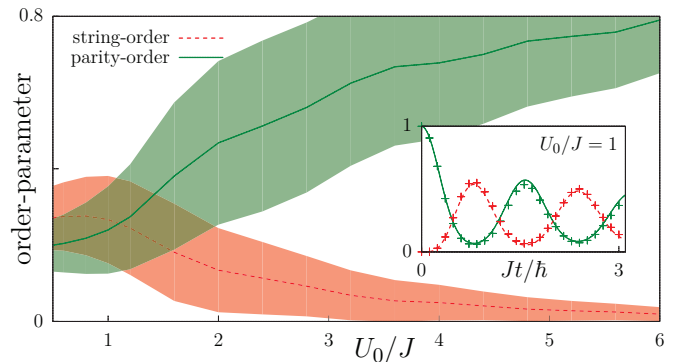 0.8
string-order
parity-order
order-parameter
1
U₀/J = 1
0
0
Jt/ħ
3
0
1
2
3
4
5
6
U₀/J